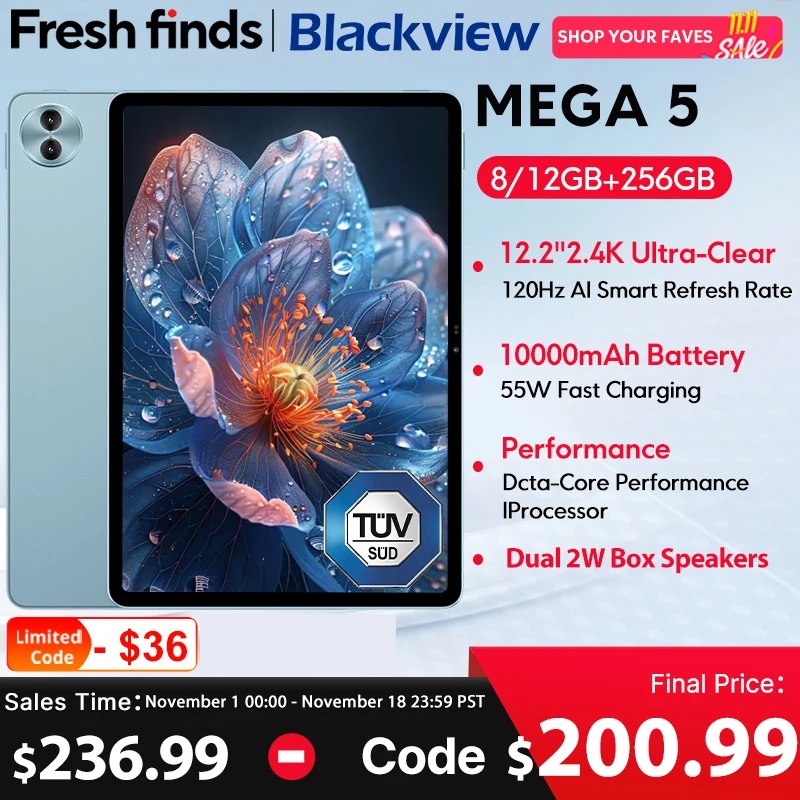 Fresh finds | Blackview
SHOP YOUR FAVES
11.11
SALE
MEGA 5
8/12GB+256GB
12.2"2.4K Ultra-Clear
120Hz AI Smart Refresh Rate
10000mAh Battery
55W Fast Charging
Performance
Dcta-Core Performance
IProcessor
Dual 2W Box Speakers
TÜV
SÜD
Limited
Code
- $36
Sales Time: November 1 00:00 - November 18 23:59 PST
Final Price:
$236.99 - Code $200.99